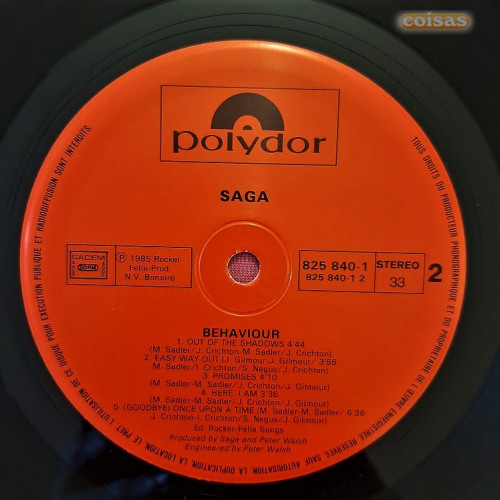 coisas
polydor
SAGA
CADEM
SDRM
Ⓟ 1985 Rocker-
Fella Prod.
N.V. Bonaire
825 840-1
825 840-1 2
STEREO
33
2
BEHAVIOUR
1. OUT OF THE SHADOWS 4'44
(M. Sadler/J. Crichton-M. Sadler/J. Crichton)
2. EASY WAY OUT (J. Gilmour-J. Gilmour/ 3'56
M. Sadler/J. Crichton/S. Negus/J. Crichton)
3. PROMISES 4'10
(M. Sadler-M. Sadler/J. Crichton/J. Gilmour)
4. HERE I AM 3'36
(M. Sadler-M. Sadler/J. Crichton/J. Gilmour)
5. (GOODBYE) ONCE UPON A TIME (M. Sadler-M. Sadler/ 6'36
J. Crichton-I. Crichton/S. Negus/J. Gilmour)
Ed. Rocker-Fella Songs
Produced by Saga and Peter Walsh
Engineered by Peter Walsh
TOUS DROITS DU PRODUCTEUR PHONOGRAPHIQUE ET DU PROPRIETAIRE DE L'ŒUVRE ENREGISTREE RESERVES. SAUF AUTORISATION, LA DUPLICATION, LA LOCATION, LE PRET, L'UTILISATION DE CE DISQUE POUR EXECUTION PUBLIQUE ET RADIODIFFUSION SONT INTERDITS.